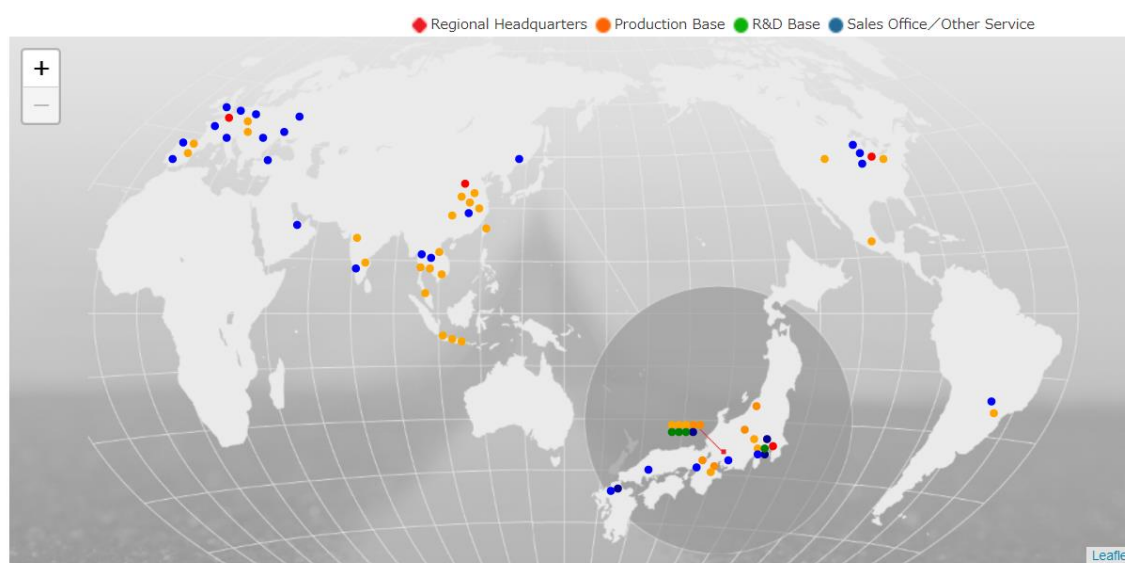 Regional Headquarters Production Base R&D Base Sales Office／Other Service
+
−
Leafle